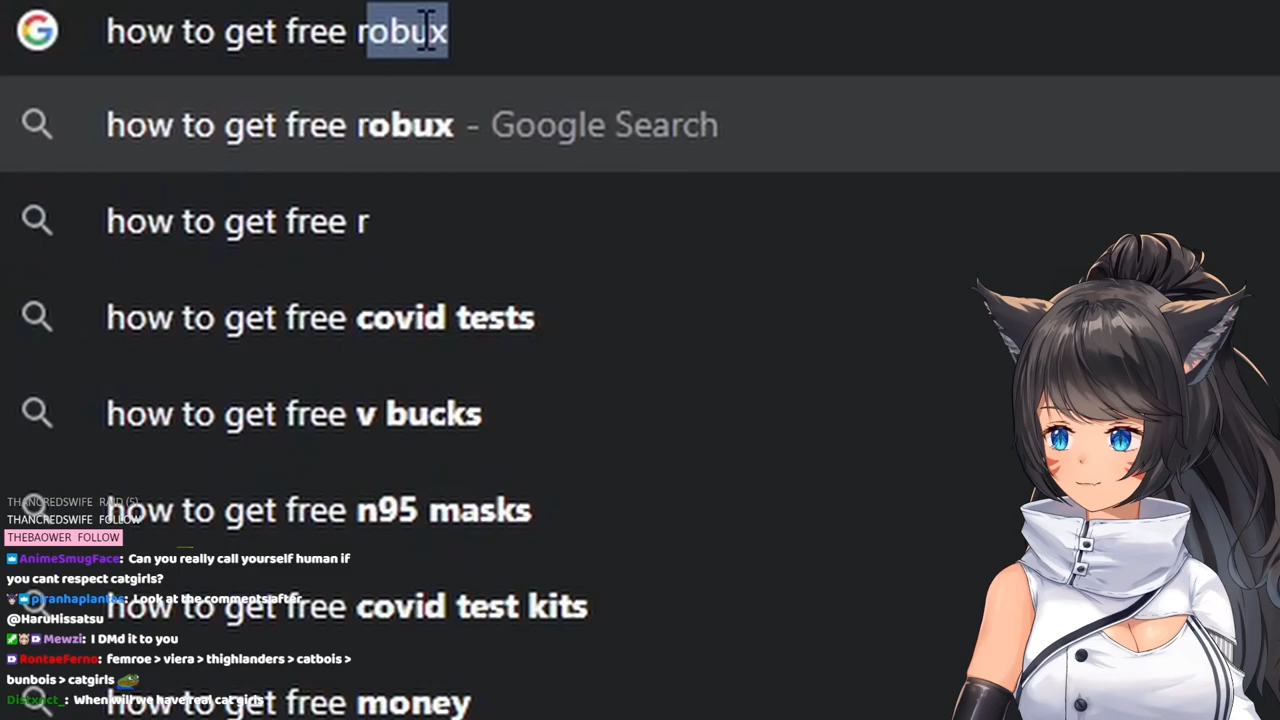 how to get free robux
how to get free robux - Google Search
how to get free r
how to get free covid tests
how to get free v bucks
how to get free n95 masks
how to get free covid test kits
how to get free money
THANCREDSWIFE RAID (5)
THANCREDSWIFE FOLLOW
THEBAOWER FOLLOW
AnimeSmugFace: Can you really call yourself human if
you cant respect catgirls?
piranhaplantas: Look at the comments after
@HaruHissatsu
Mewzi: I DMd it to you
RontaeFerno: femroe > viera > thighlanders > catbois >
bunbois > catgirls
When will we have real cat girls